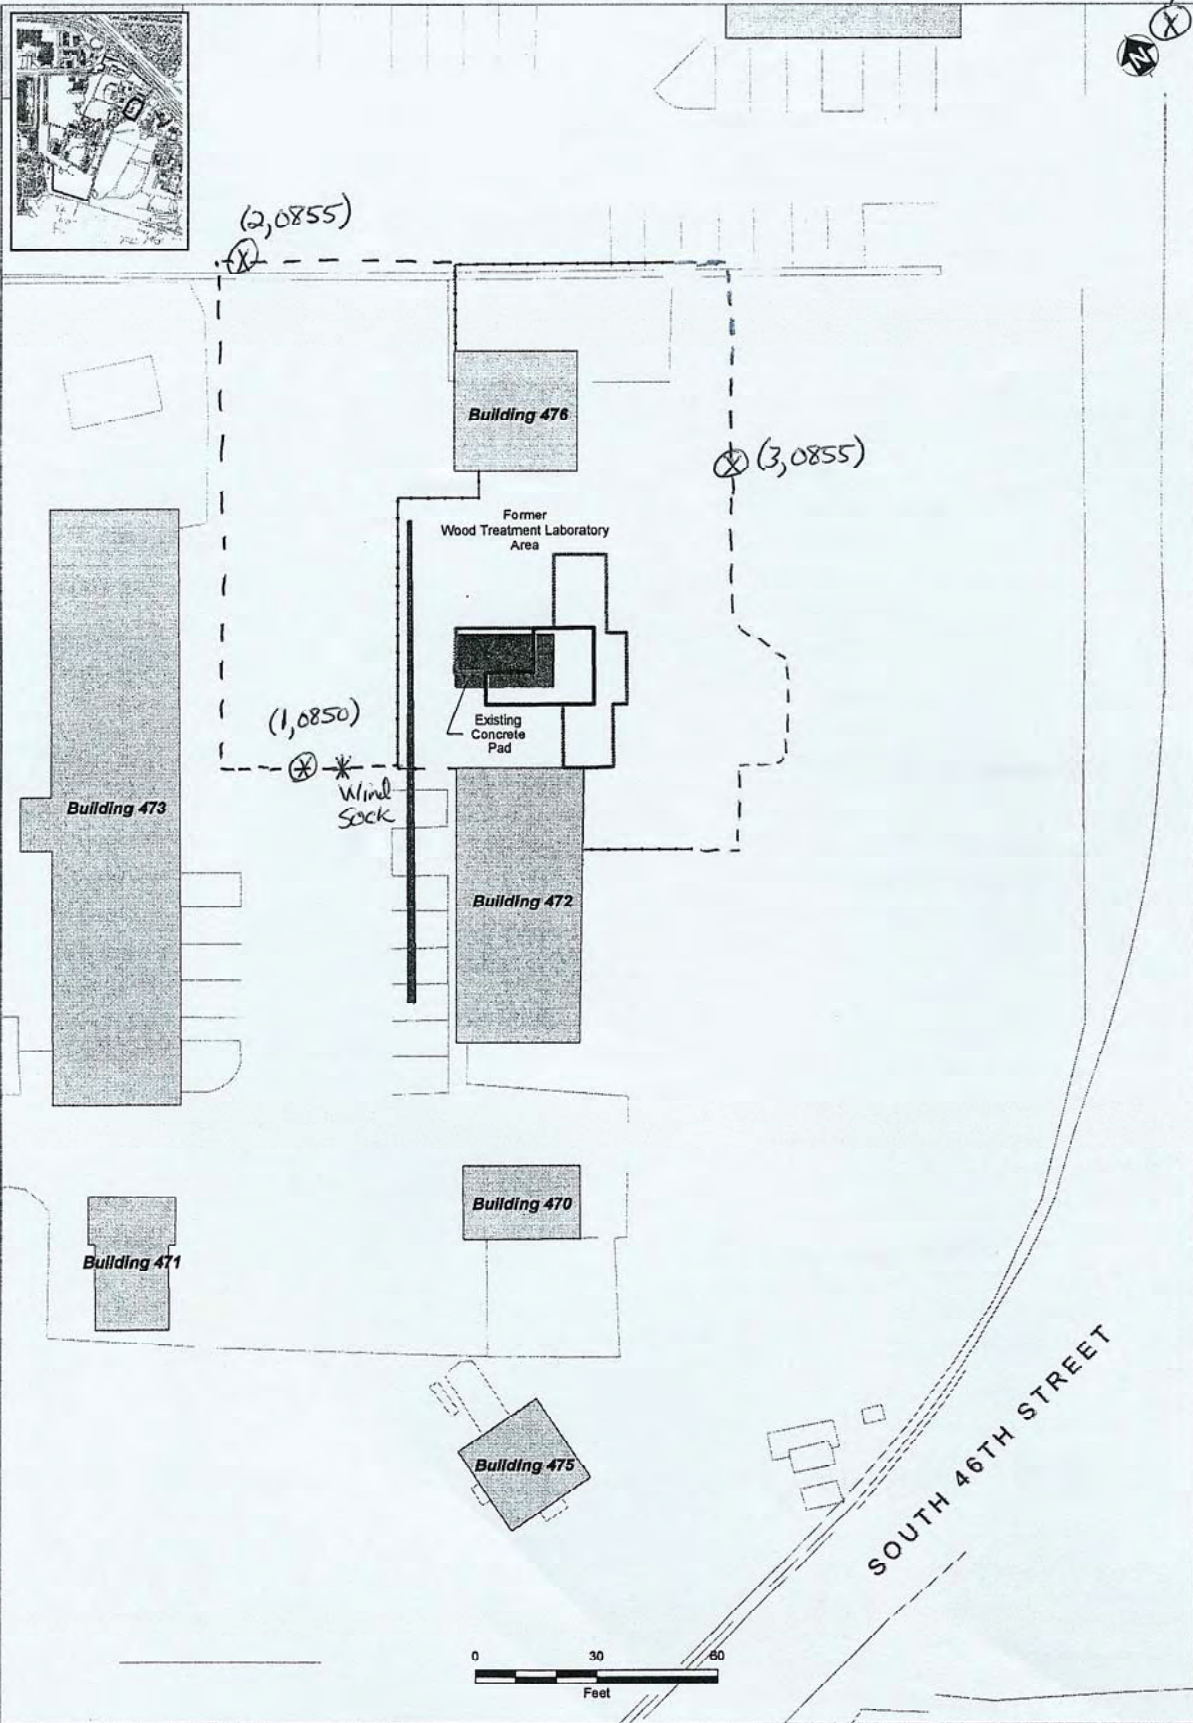 X
N
(2,0855)
X
Building 476
X (3,0855)
Former
Wood Treatment Laboratory
Area
(1,0850)
Existing
Concrete
Pad
Wind
Sock
Building 473
Building 472
Building 470
Building 471
Building 475
SOUTH 46TH STREET
0 30 60
Feet